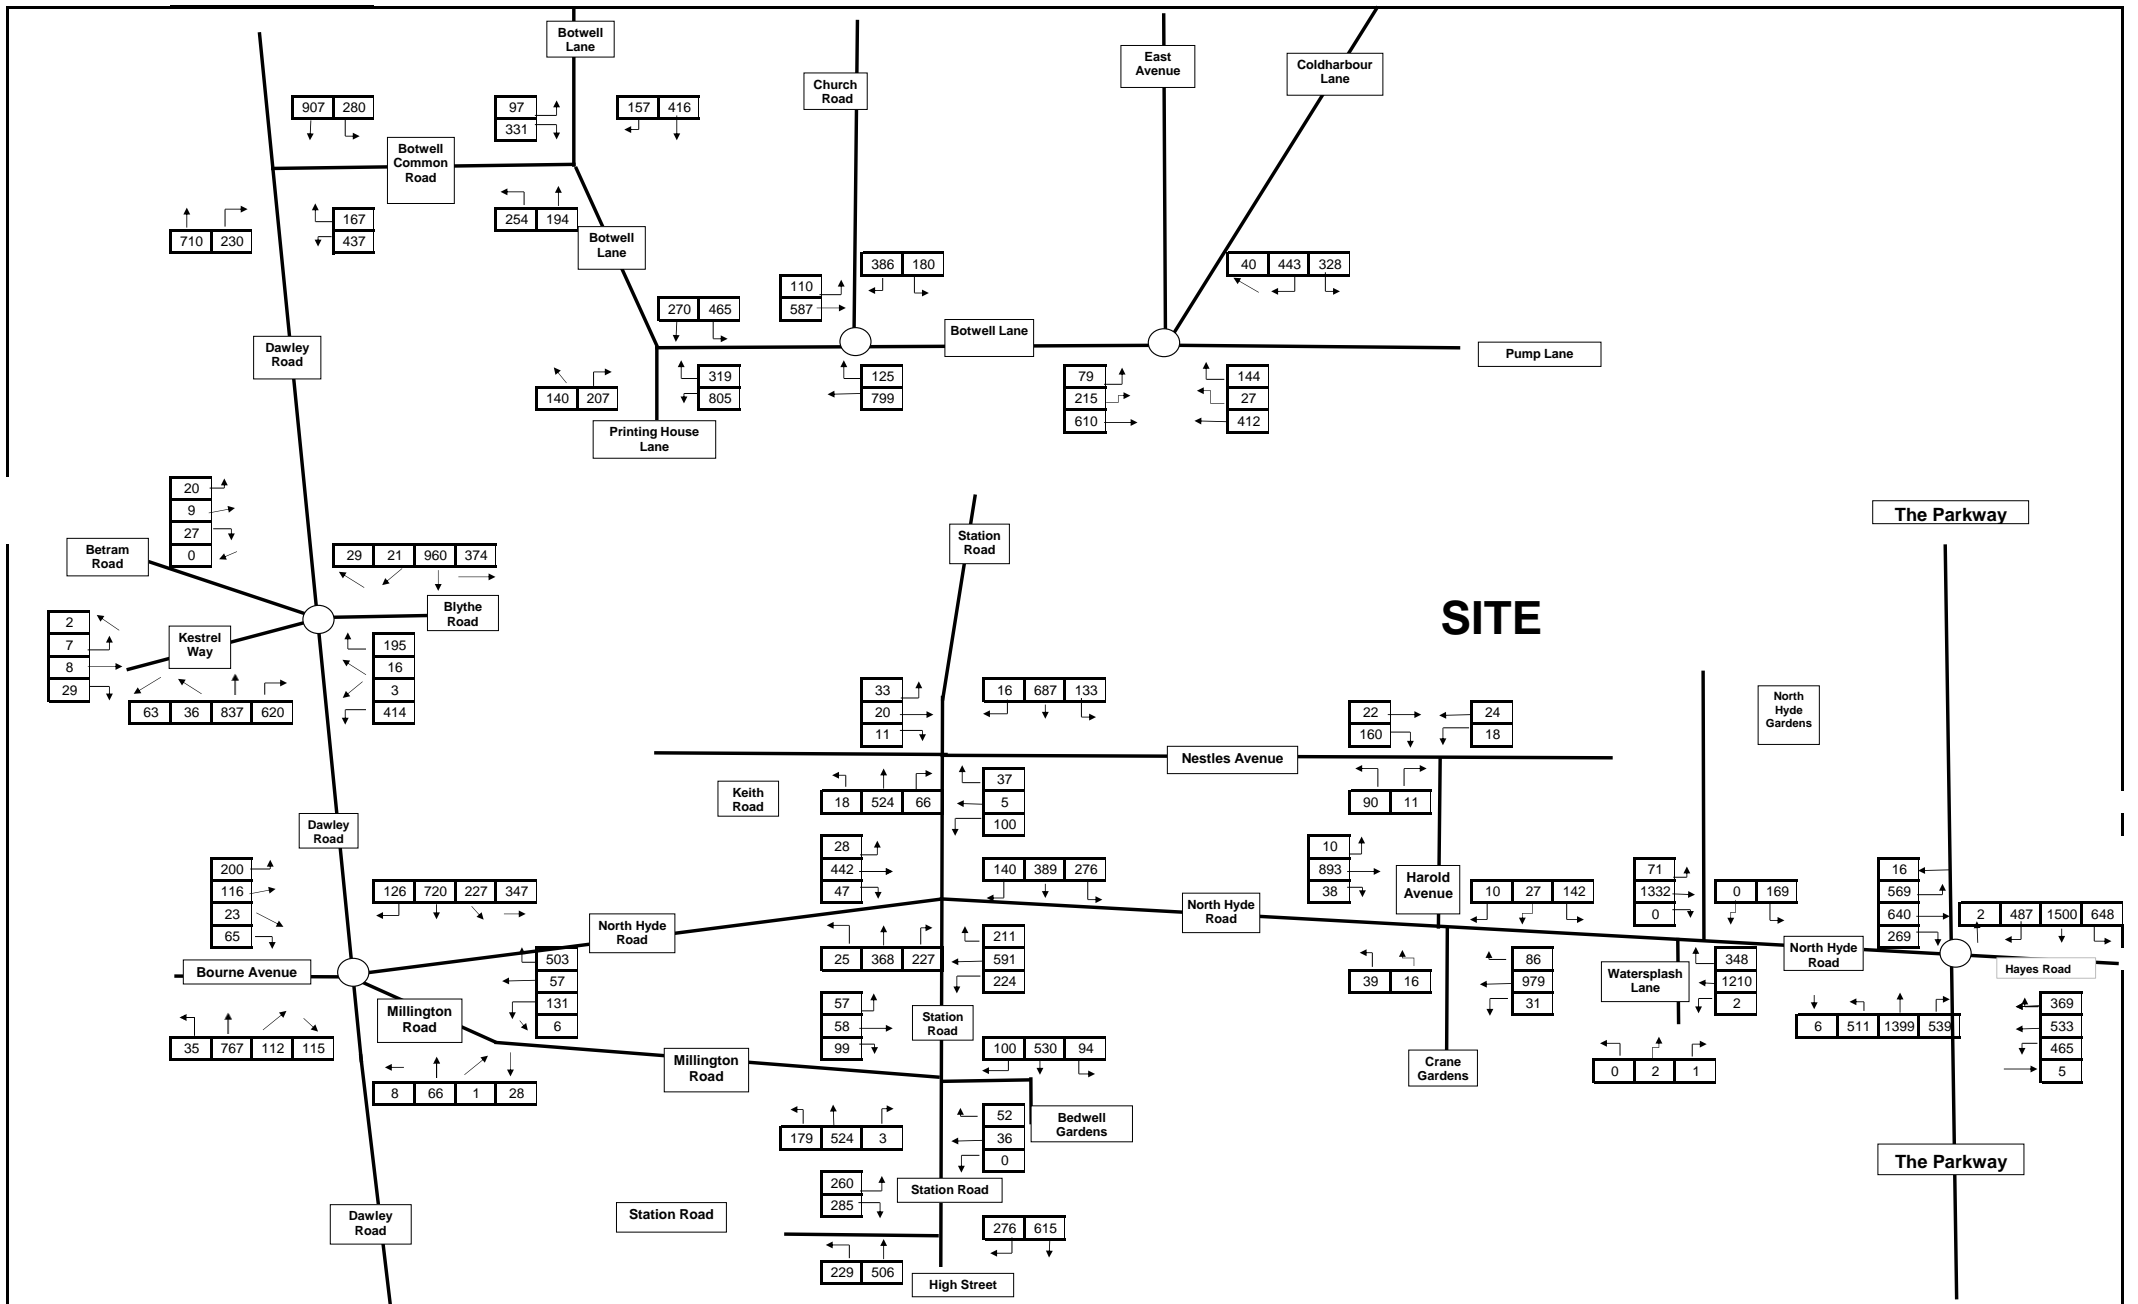 Botwell
Lane
Church
Road
East
Avenue
Coldharbour
Lane
907 280
97
331
157 416
Botwell
Common
Road
710 230
167
437
254 194
Botwell
Lane
386 180
40 443 328
110
587
270 465
Botwell Lane
Dawley
Road
Pump Lane
140 207
319
805
125
799
79
215
610
144
27
412
Printing House
Lane
20
9
27
0
Betram
Road
29 21 960 374
Station
Road
The Parkway
Blythe
Road
SITE
2
7
8
29
Kestrel
Way
195
16
3
414
63 36 837 620
33
20
11
16 687 133
22
160
24
18
North
Hyde
Gardens
Nestles Avenue
Keith
Road
18 524 66
37
5
100
90 11
Dawley
Road
28
442
47
140 389 276
10
893
38
Harold
Avenue
10 27 142
71
1332
0
0 169
16
569
640
269
2 487 1500 648
200
116
23
65
126 720 227 347
North Hyde
Road
North Hyde
Road
North Hyde
Road
Hayes Road
Bourne Avenue
503
57
131
6
25 368 227
211
591
224
39 16
86
979
31
Watersplash
Lane
348
1210
2
6 511 1399 539
369
533
465
5
35 767 112 115
Millington
Road
57
58
99
Station
Road
100 530 94
Millington
Road
Crane
Gardens
0 2 1
8 66 1 28
179 524 3
52
36
0
Bedwell
Gardens
The Parkway
260
285
Station Road
Station Road
Dawley
Road
276 615
229 506
High Street